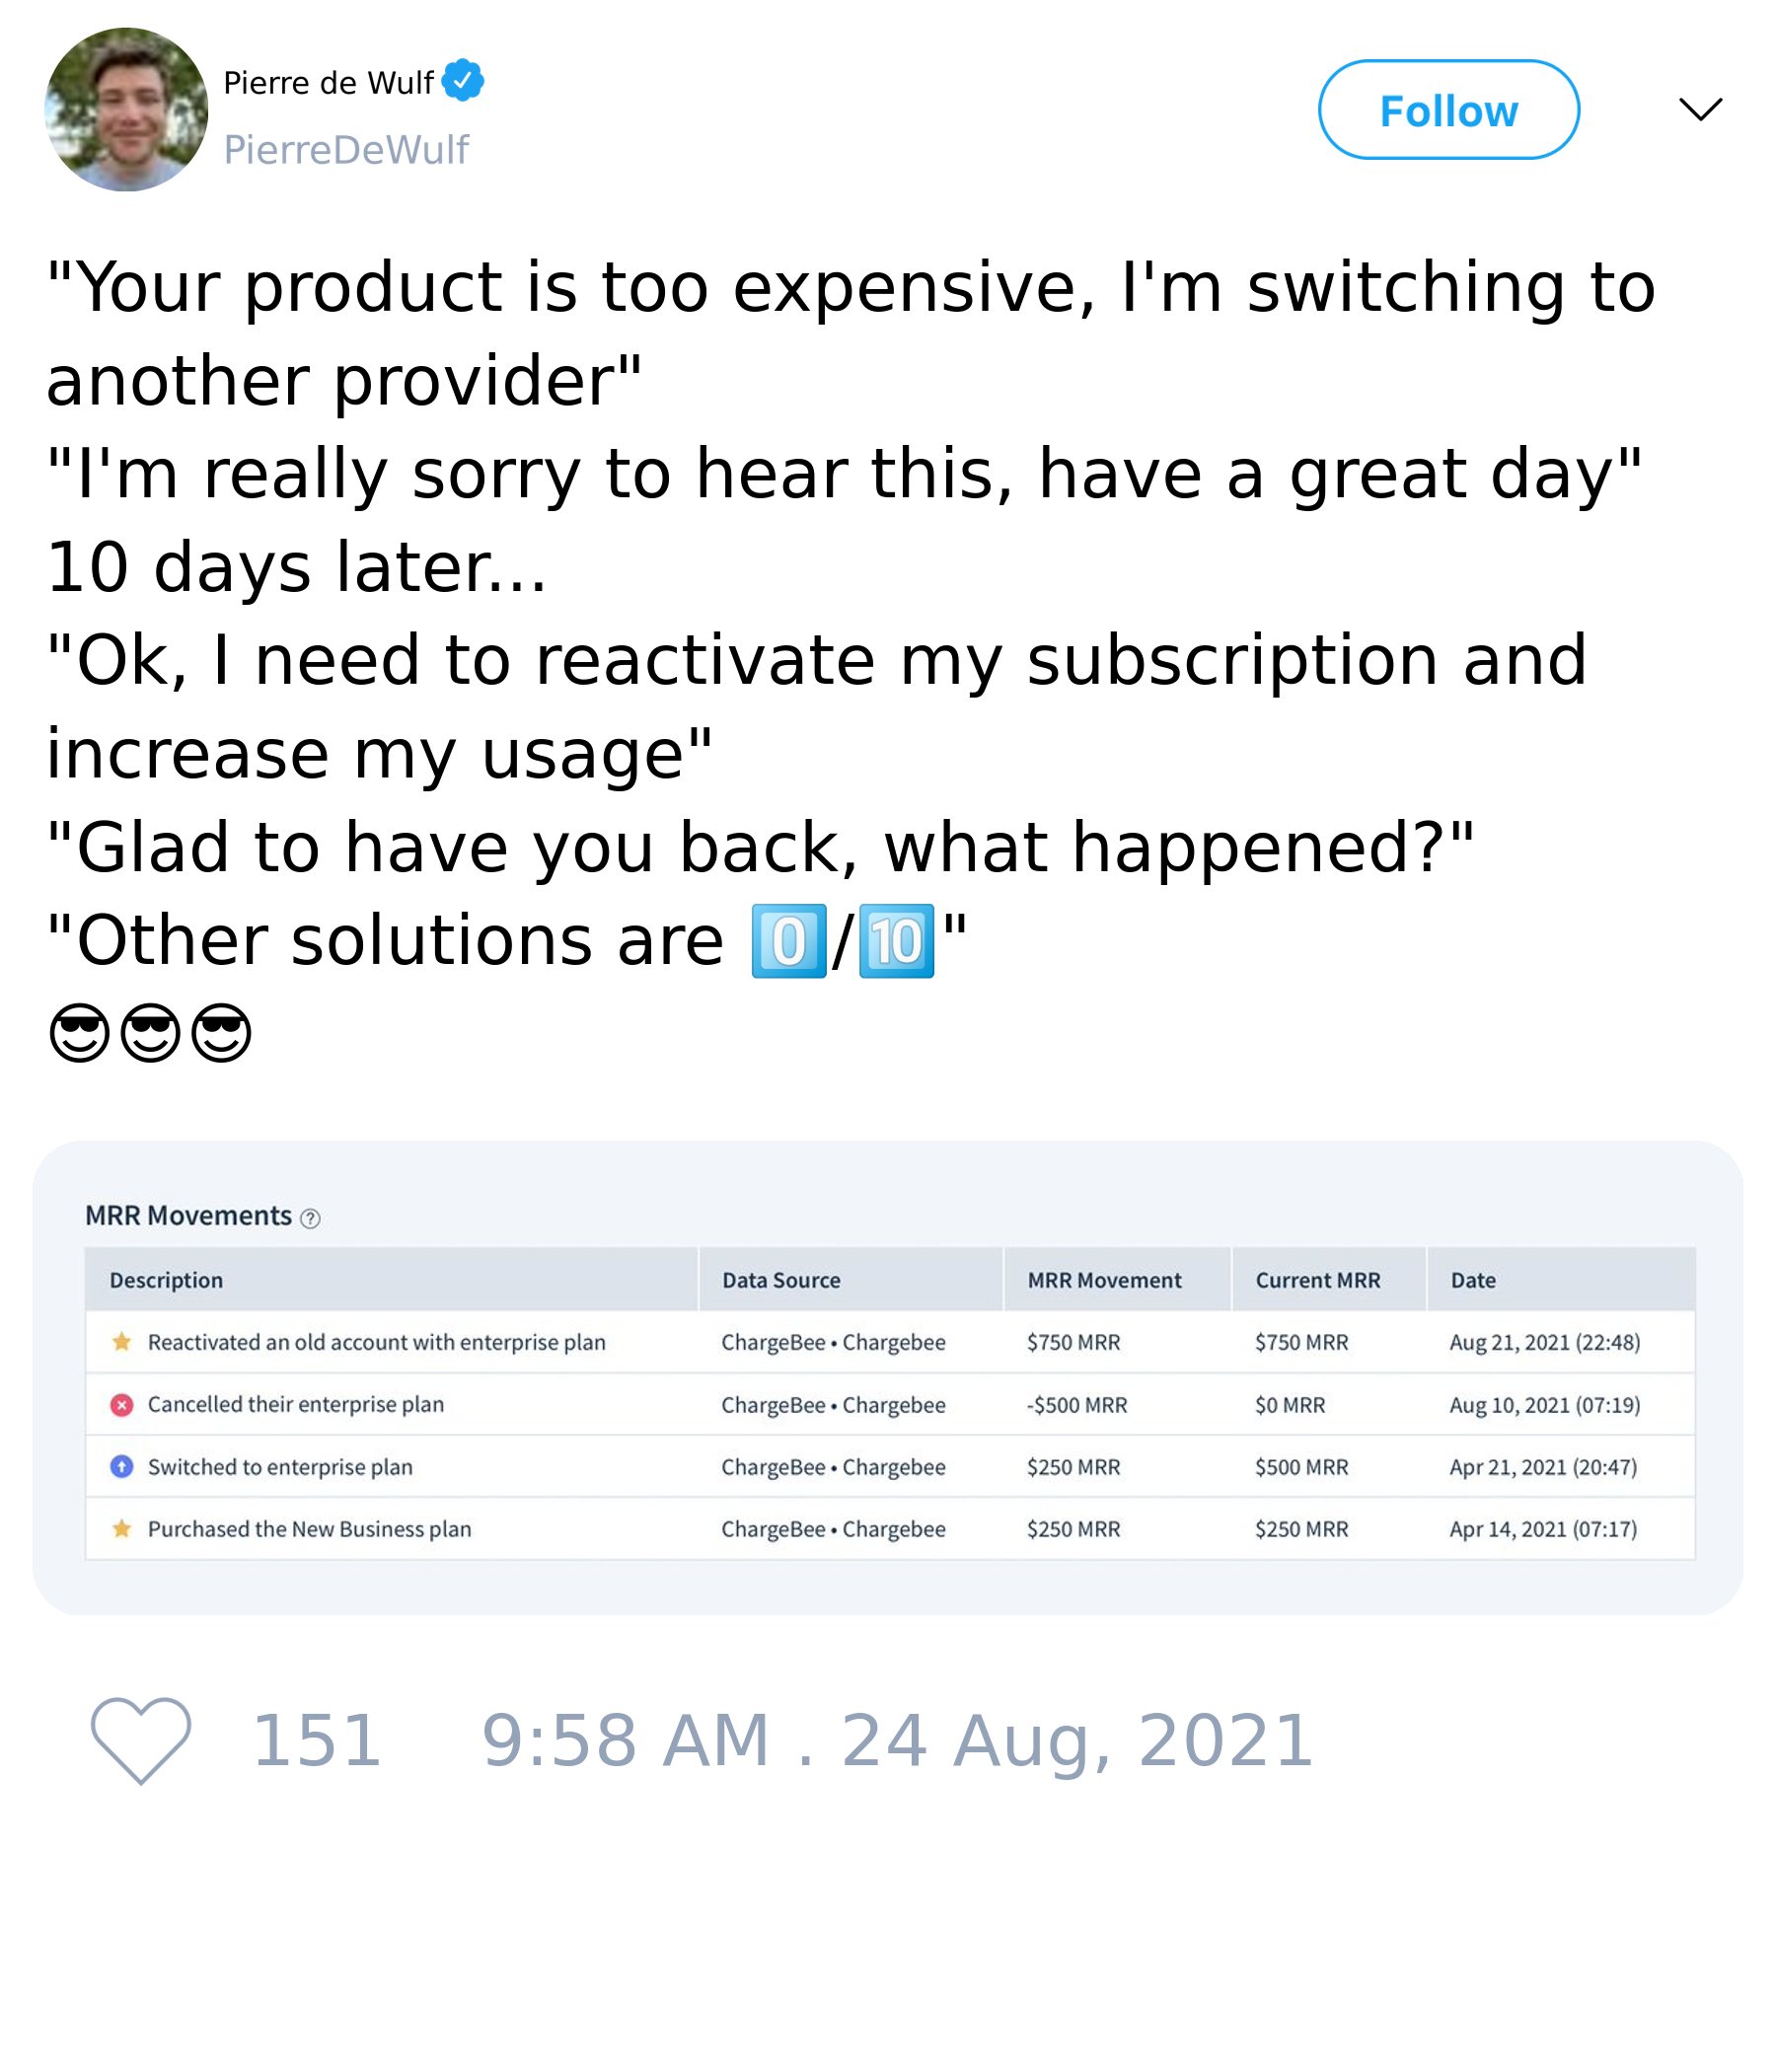 Pierre de Wulf
PierreDeWulf
Follow
"Your product is too expensive, I'm switching to
another provider"
"I'm really sorry to hear this, have a great day"
10 days later...
"Ok, I need to reactivate my subscription and
increase my usage"
"Glad to have you back, what happened?"
"Other solutions are 0️⃣/🔟"
😎😎😎
MRR Movements ?
Description Data Source MRR Movement Current MRR Date
Reactivated an old account with enterprise plan ChargeBee • Chargebee $750 MRR $750 MRR Aug 21, 2021 (22:48)
Cancelled their enterprise plan ChargeBee • Chargebee -$500 MRR $0 MRR Aug 10, 2021 (07:19)
Switched to enterprise plan ChargeBee • Chargebee $250 MRR $500 MRR Apr 21, 2021 (20:47)
Purchased the New Business plan ChargeBee • Chargebee $250 MRR $250 MRR Apr 14, 2021 (07:17)
151 9:58 AM . 24 Aug, 2021